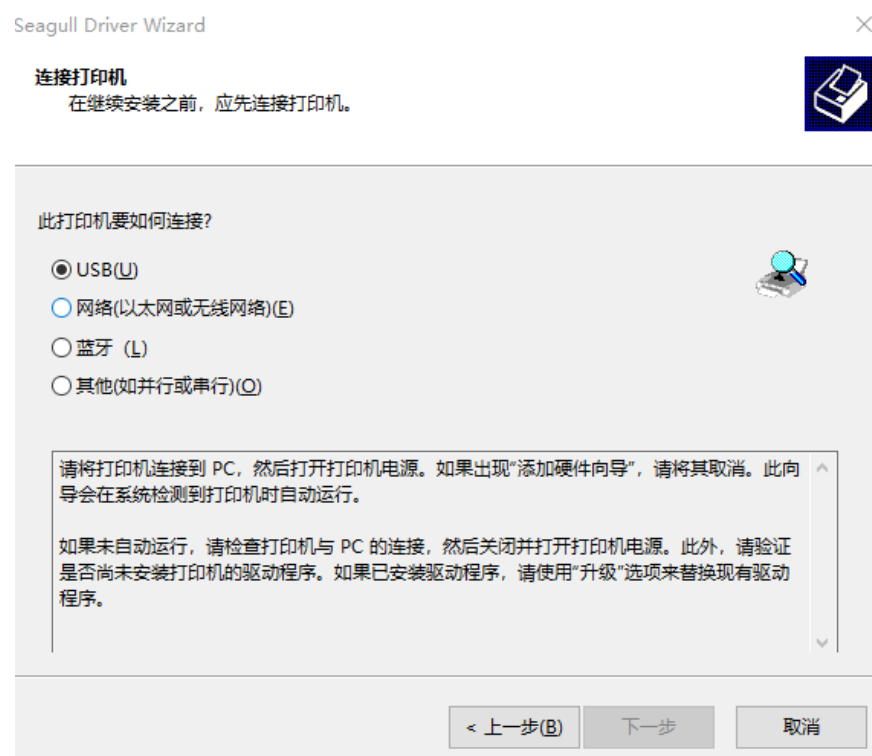 Seagull Driver Wizard
连接打印机
在继续安装之前，应先连接打印机。
此打印机要如何连接?
USB(U)
网络(以太网或无线网络)(E)
蓝牙 (L)
其他(如并行或串行)(O)
请将打印机连接到 PC，然后打开打印机电源。如果出现“添加硬件向导”，请将其取消。此向
导会在系统检测到打印机时自动运行。
如果未自动运行，请检查打印机与 PC 的连接，然后关闭并打开打印机电源。此外，请验证
是否尚未安装打印机的驱动程序。如果已安装驱动程序，请使用“升级”选项来替换现有驱动
程序。
< 上一步(B)
下一步
取消